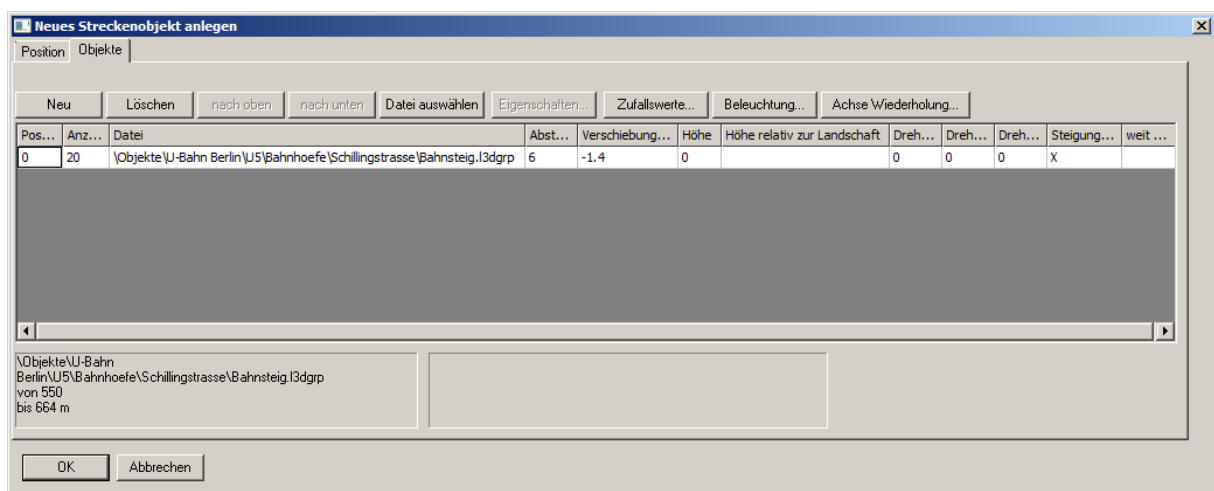 Neues Streckenobjekt anlegen
Position Objekte
Neu Löschen nach oben nach unten Datei auswählen Eigenschaften... Zufallswerte... Beleuchtung... Achse Wiederholung...
Pos... Anz... Datei Abst... Verschiebung... Höhe Höhe relativ zur Landschaft Dreh... Dreh... Dreh... Steigung... weit ...
0 20 \Objekte\U-Bahn Berlin\U5\Bahnhoefe\Schillingstrasse\Bahnsteig.l3dgrp 6 -1.4 0 0 0 0 X
\Objekte\U-Bahn
Berlin\U5\Bahnhoefe\Schillingstrasse\Bahnsteig.l3dgrp
von 550
bis 664 m
OK Abbrechen